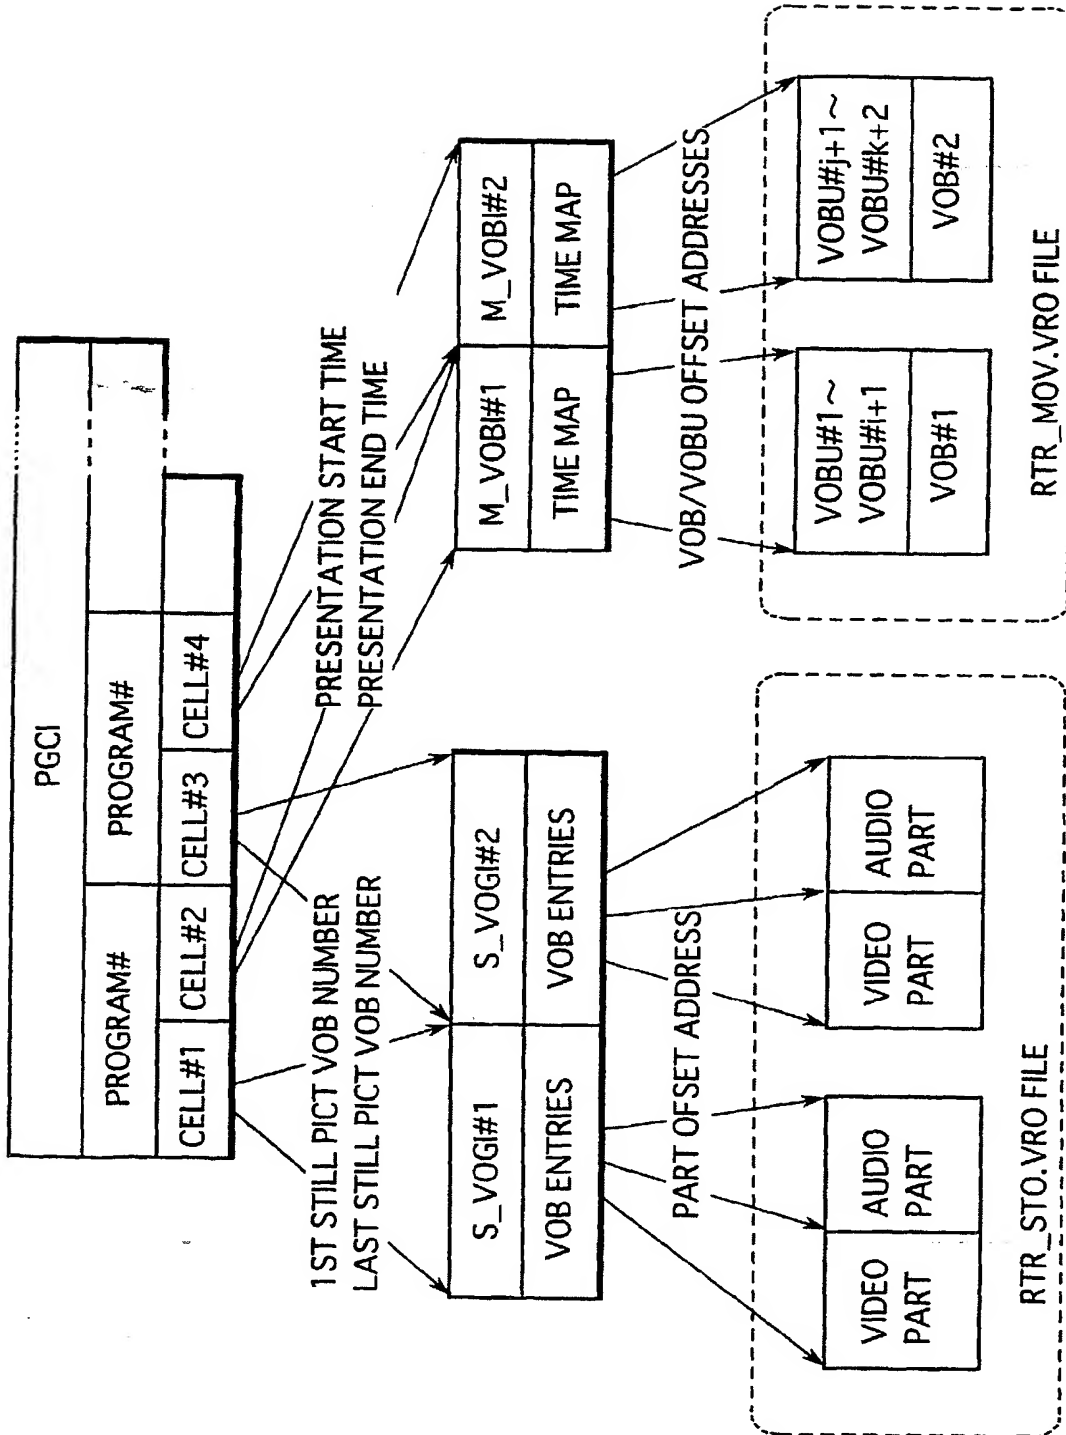 PGCI
PROGRAM#
PROGRAM#
CELL#1
CELL#2
CELL#3
CELL#4
1ST STILL PICT VOB NUMBER
LAST STILL PICT VOB NUMBER
PRESENTATION START TIME
PRESENTATION END TIME
S_VOGI#1
S_VOGI#2
VOB ENTRIES
VOB ENTRIES
M_VOBI#1
M_VOBI#2
TIME MAP
TIME MAP
PART OFSET ADDRESS
VOB/VOBU OFFSET ADDRESSES
VIDEO
PART
AUDIO
PART
VIDEO
PART
AUDIO
PART
VOBU#1~
VOBU#i+1
VOB#1
VOBU#j+1~
VOBU#k+2
VOB#2
RTR_STO.VRO FILE
RTR_MOV.VRO FILE